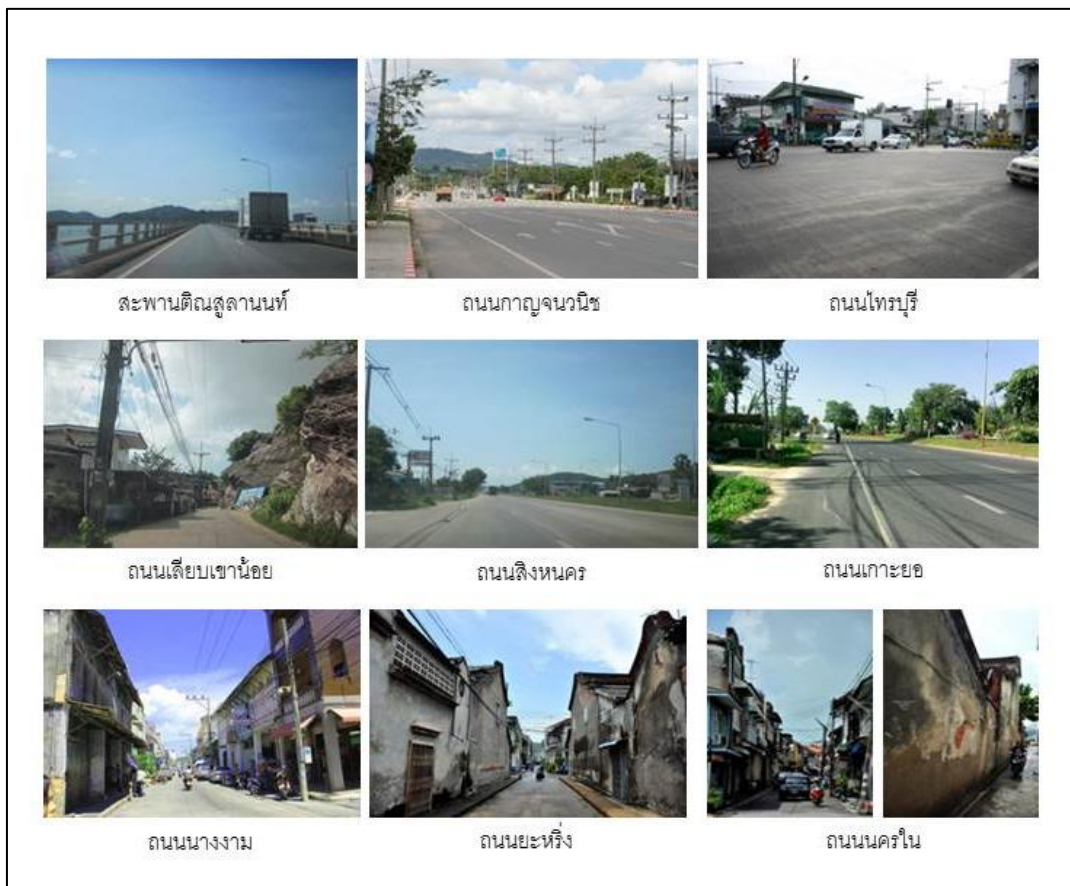 สะพานติณสูลานนท์
ถนนกาญจนวนิช
ถนนไทรบุรี
ถนนเลียบเขาน้อย
ถนนสิงหนคร
ถนนเกาะยอ
ถนนนางงาม
ถนนยะหริ่ง
ถนนนครใน